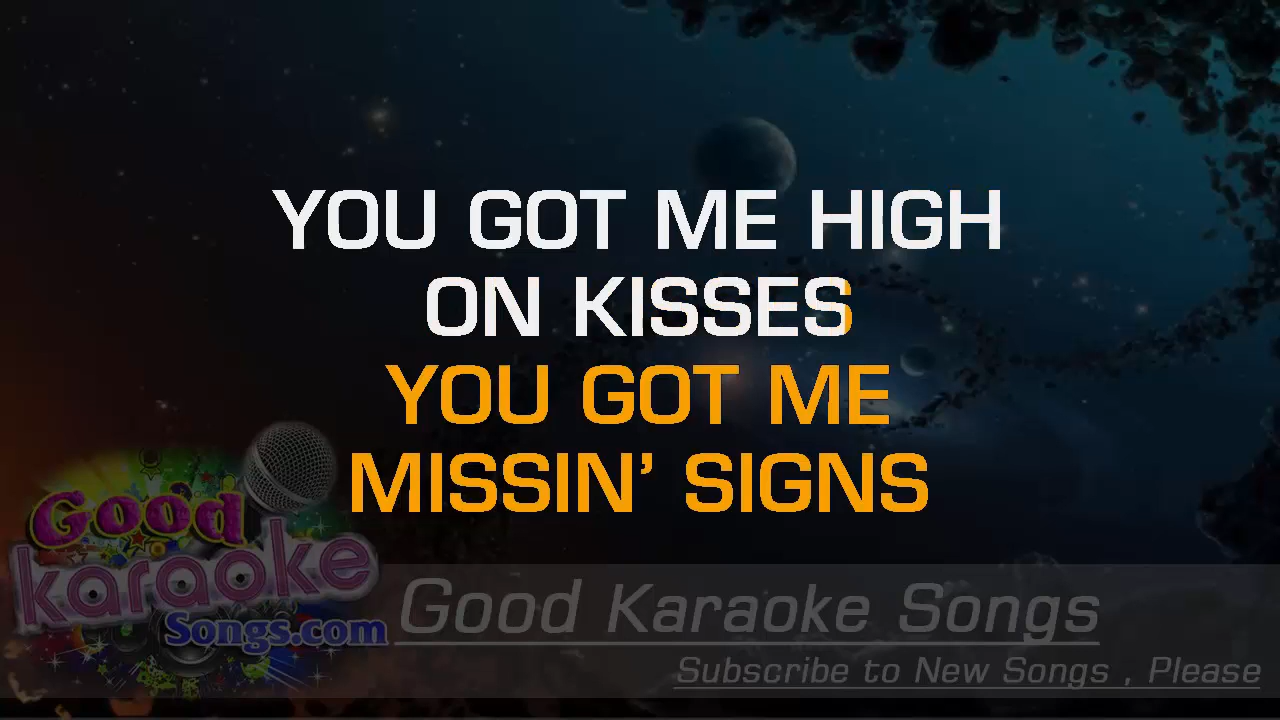 YOU GOT ME HIGH
ON KISSES
YOU GOT ME
MISSIN’ SIGNS
Good
karaoke
Songs.com
Good Karaoke Songs
Subscribe to New Songs , Please